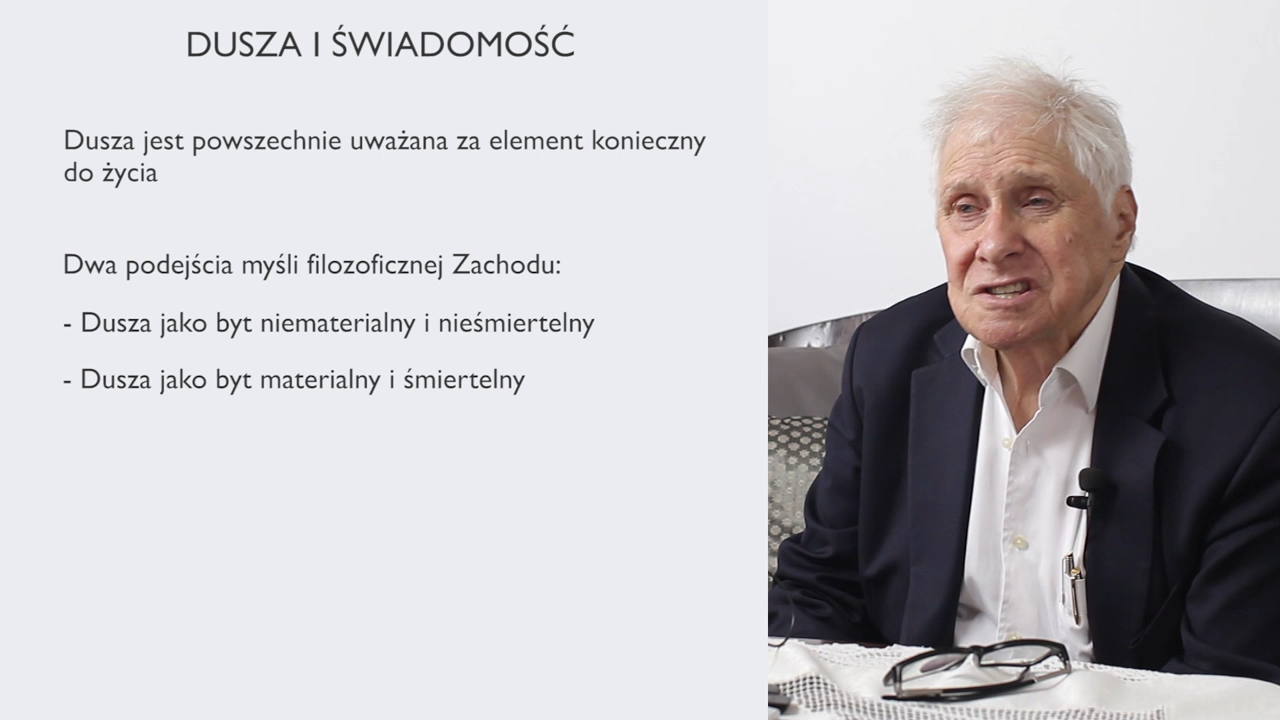 DUSZA I ŚWIADOMOŚĆ
Dusza jest powszechnie uważana za element konieczny
do życia
Dwa podejścia myśli filozoficznej Zachodu:
- Dusza jako byt niematerialny i nieśmiertelny
- Dusza jako byt materialny i śmiertelny